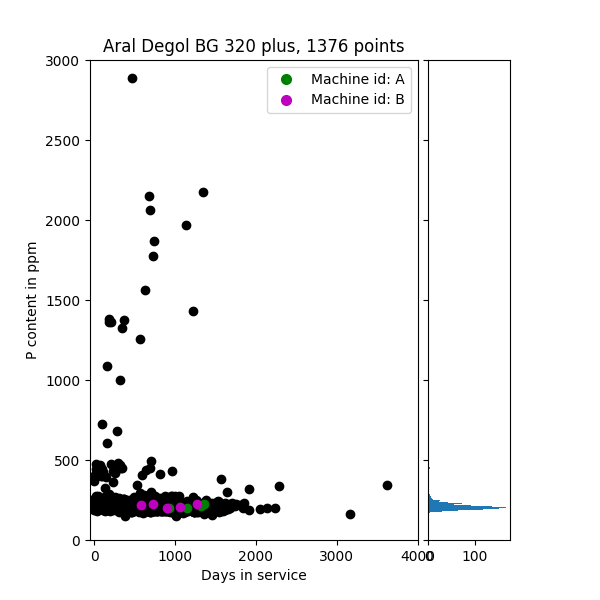 Aral Degol BG 320 plus, 1376 points
Machine id: A
Machine id: B
P content in ppm
3000
2500
2000
1500
1000
500
0
0 1000 2000 3000 4000
0 100
Days in service